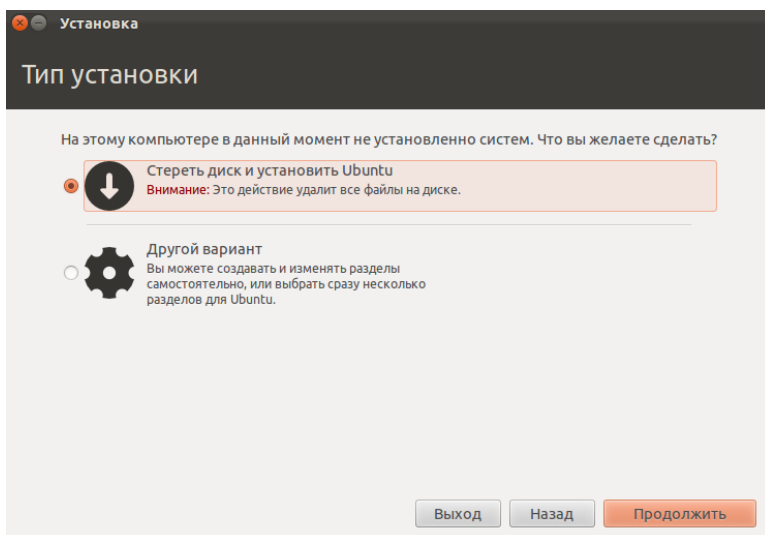 Установка
Тип установки
На этому компьютере в данный момент не установленно систем. Что вы желаете сделать?
Стереть диск и установить Ubuntu
Внимание: Это действие удалит все файлы на диске.
Другой вариант
Вы можете создавать и изменять разделы
самостоятельно, или выбрать сразу несколько
разделов для Ubuntu.
Выход
Назад
Продолжить